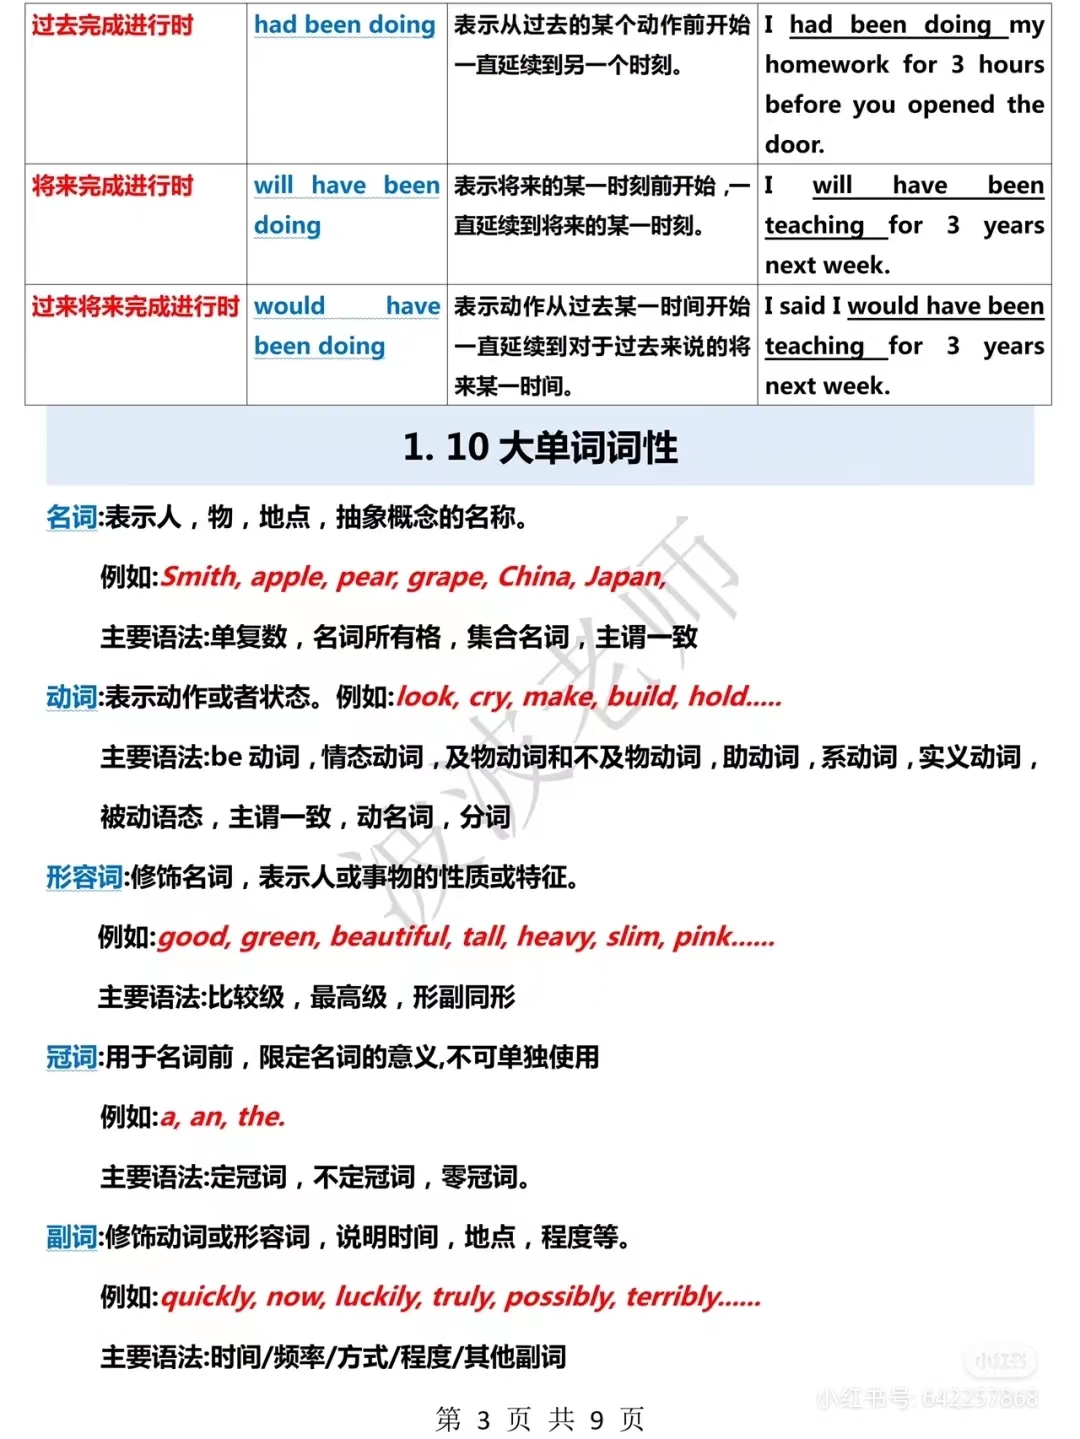 过去完成进行时
had been doing
表示从过去的某个动作前开始
一直延续到另一个时刻。
I had been doing my
homework for 3 hours
before you opened the
door.
将来完成进行时
will have been
doing
表示将来的某一时刻前开始,一
直延续到将来的某一时刻。
I will have been
teaching for 3 years
next week.
过来将来完成进行时
would have
been doing
表示动作从过去某一时间开始
一直延续到对于过去来说的将
来某一时间。
I said I would have been
teaching for 3 years
next week.
1. 10 大单词词性
名词:表示人，物，地点，抽象概念的名称。
例如:Smith, apple, pear, grape, China, Japan,
主要语法:单复数，名词所有格，集合名词，主谓一致
动词:表示动作或者状态。例如:look, cry, make, build, hold.....
主要语法:be 动词，情态动词，及物动词和不及物动词，助动词，系动词，实义动词，
被动语态，主谓一致，动名词，分词
形容词:修饰名词，表示人或事物的性质或特征。
例如:good, green, beautiful, tall, heavy, slim, pink......
主要语法:比较级，最高级，形副同形
冠词:用于名词前，限定名词的意义,不可单独使用
例如:a, an, the.
主要语法:定冠词，不定冠词，零冠词。
副词:修饰动词或形容词，说明时间，地点，程度等。
例如:quickly, now, luckily, truly, possibly, terribly......
主要语法:时间/频率/方式/程度/其他副词
波波老师
小红书
小红书号: 642257868
第 3 页 共 9 页